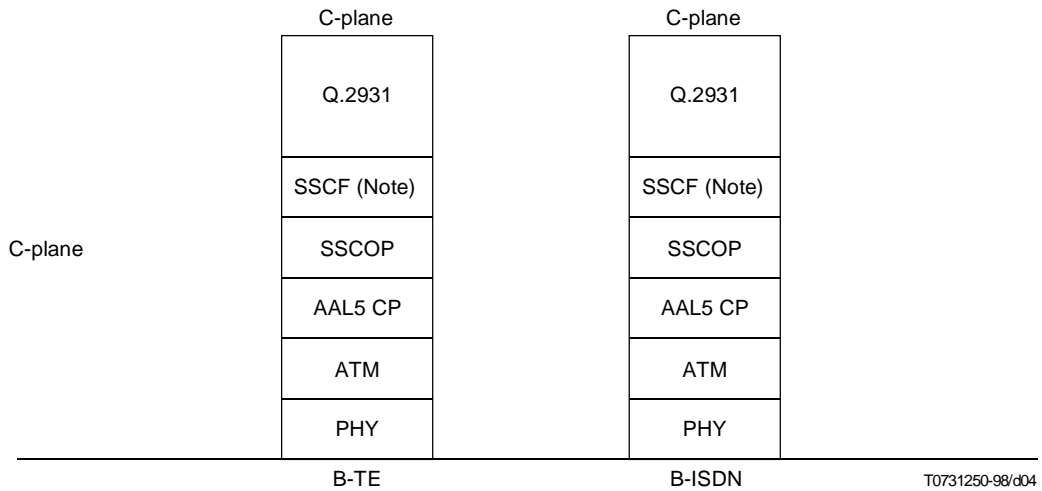 C-plane C-plane
Q.2931 Q.2931
SSCF (Note) SSCF (Note)
C-plane SSCOP SSCOP
AAL5 CP AAL5 CP
ATM ATM
PHY PHY
B-TE B-ISDN T0731250-98/d04